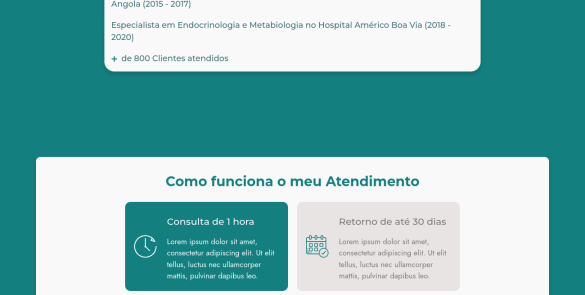 Angola (2015 - 2017)
Especialista em Endocrinologia e Metabiologia no Hospital Américo Boa Via (2018 -
2020)
+ de 800 Clientes atendidos
Como funciona o meu Atendimento
Consulta de 1 hora
Lorem ipsum dolor sit amet,
consectetur adipiscing elit. Ut elit
tellus, luctus nec ullamcorper
mattis, pulvinar dapibus leo.
Retorno de até 30 dias
Lorem ipsum dolor sit amet,
consectetur adipiscing elit. Ut elit
tellus, luctus nec ullamcorper
mattis, pulvinar dapibus leo.